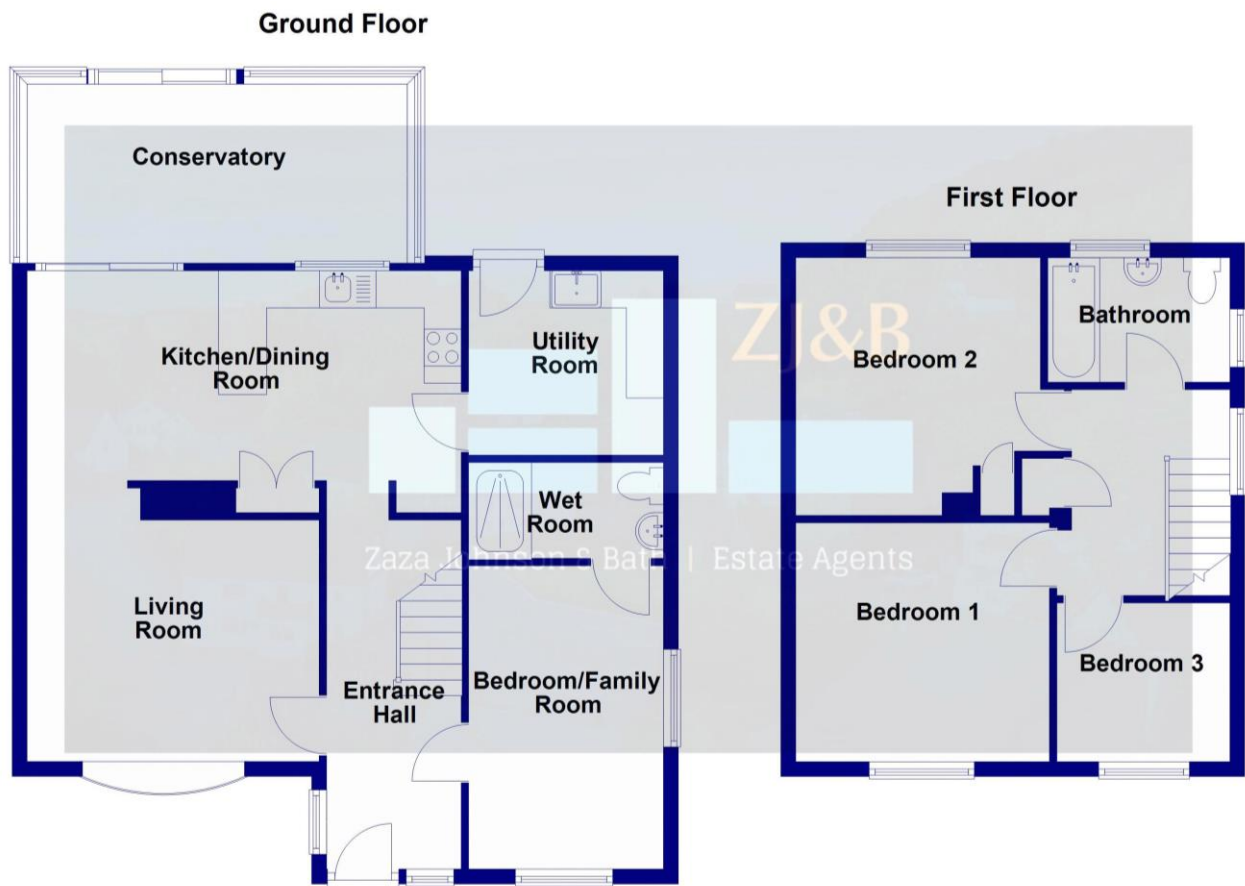 Ground Floor
Conservatory
Kitchen/Dining
Room
Utility
Room
Wet
Room
Living
Room
Entrance
Hall
Bedroom/Family
Room
First Floor
Bedroom 2
Bathroom
Bedroom 1
Bedroom 3
ZJ&B
Zaza Johnson & Bath | Estate Agents